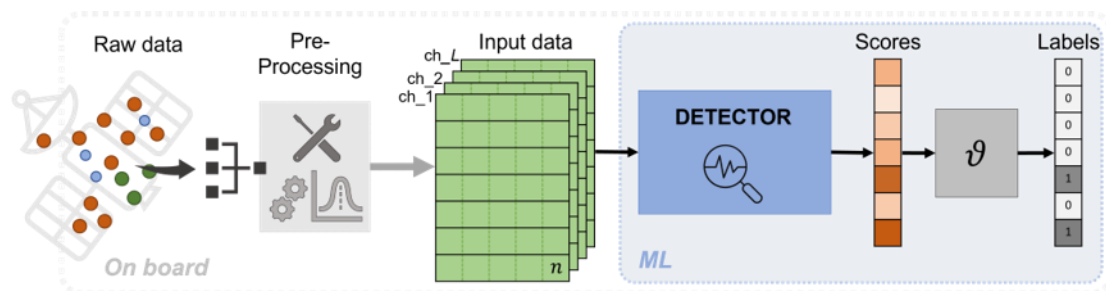 Raw data
Pre-
Processing
Input data
ch_L
ch_2
ch_1
n
Scores
Labels
DETECTOR
ϑ
0
0
0
0
1
0
1
On board
ML